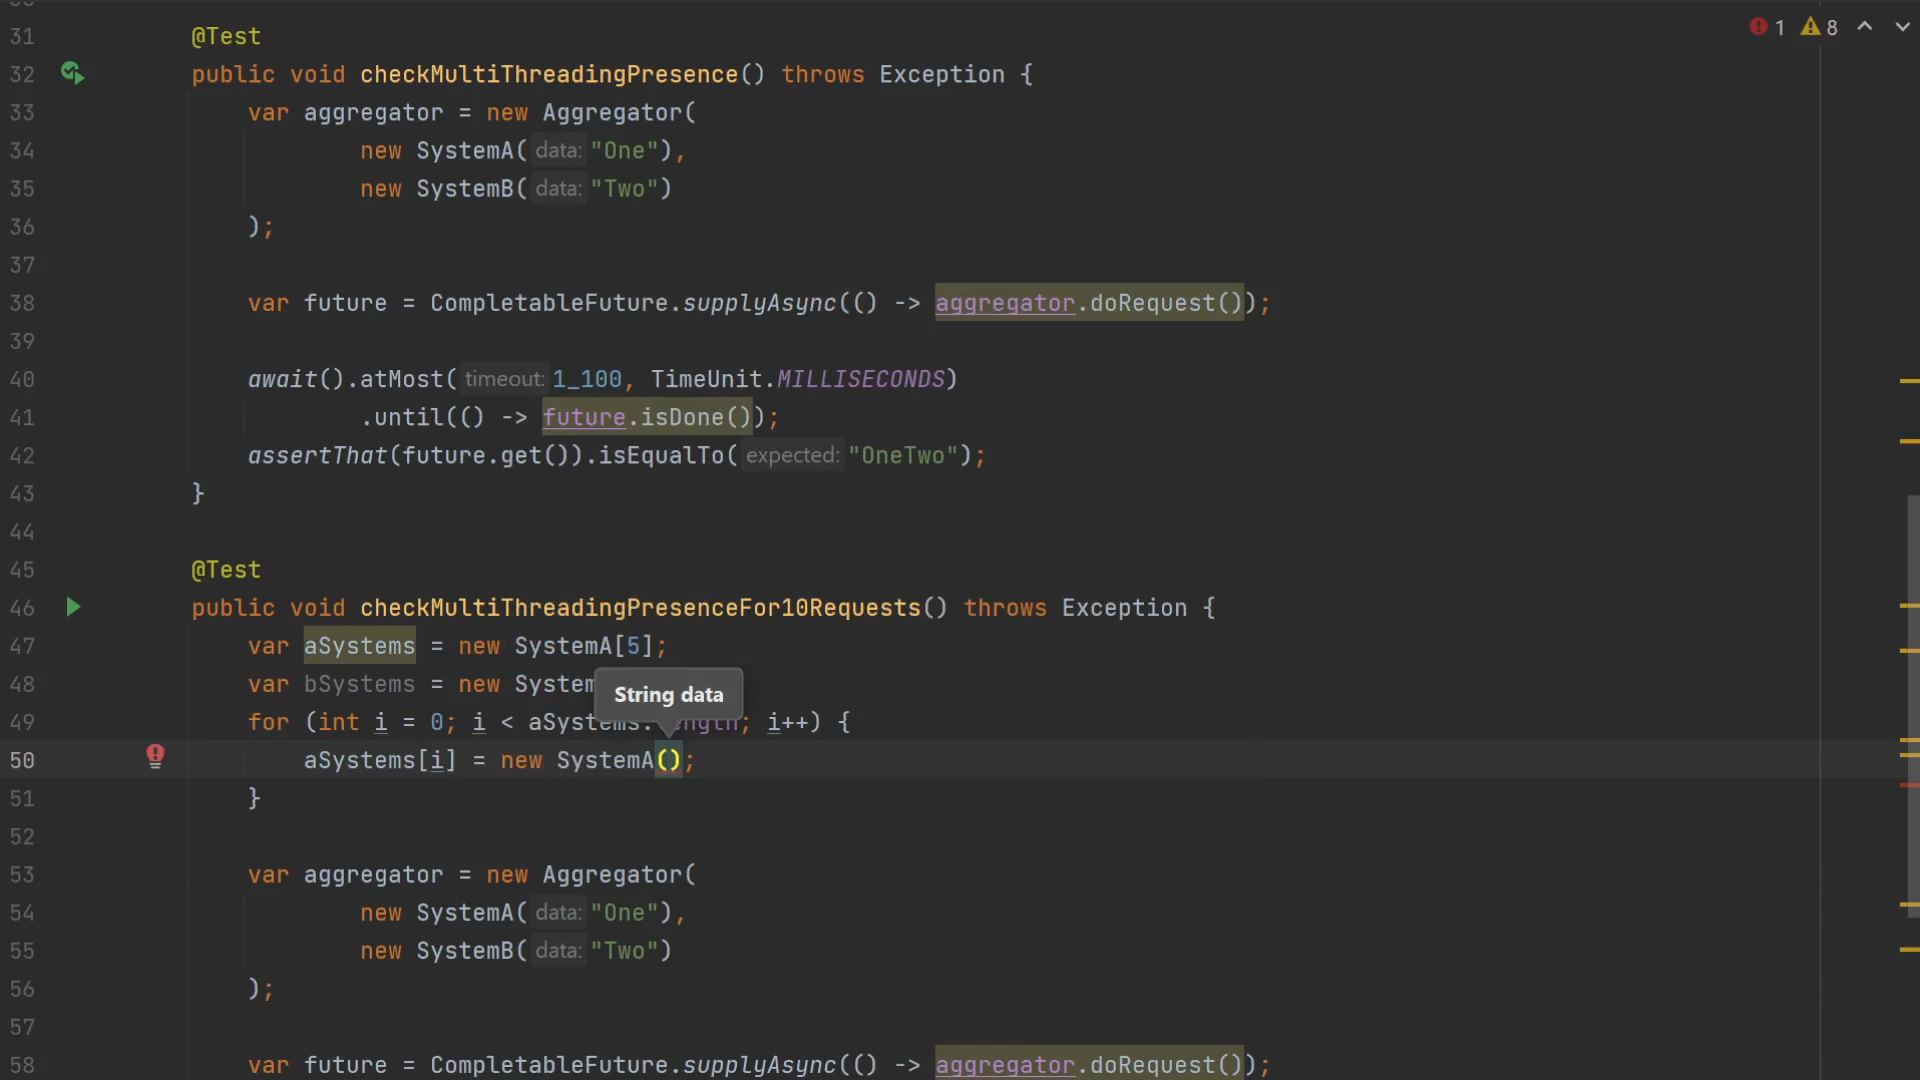 31 @Test
1 8
32 public void checkMultiThreadingPresence() throws Exception {
33 var aggregator = new Aggregator(
34 new SystemA( data: "One"),
35 new SystemB( data: "Two")
36 );
37
38 var future = CompletableFuture.supplyAsync(() -> aggregator.doRequest());
39
40 await().atMost( timeout: 1_100, TimeUnit.MILLISECONDS)
41 .until(() -> future.isDone());
42 assertThat(future.get()).isEqualTo( expected: "OneTwo");
43 }
44
45 @Test
46 public void checkMultiThreadingPresenceFor10Requests() throws Exception {
47 var aSystems = new SystemA[5];
48 var bSystems = new System
String data
49 for (int i = 0; i < aSystems.length; i++) {
50 aSystems[i] = new SystemA();
51 }
52
53 var aggregator = new Aggregator(
54 new SystemA( data: "One"),
55 new SystemB( data: "Two")
56 );
57
58 var future = CompletableFuture.supplyAsync(() -> aggregator.doRequest());